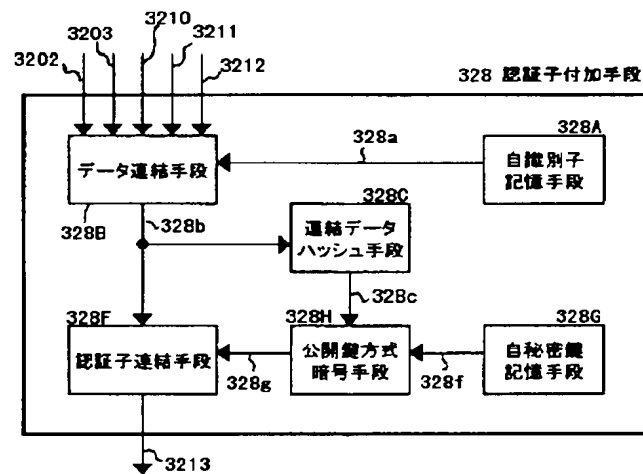 3210
3203
3211
3202
3212
328 認証子付加手段
328A
328a
自識別子
記憶手段
データ連結手段
328B
328b
328C
連結データ
ハッシュ手段
328c
328F
328H
328G
認証子連結手段
公開鍵方式
暗号手段
自秘密鍵
記憶手段
328g
328f
3213